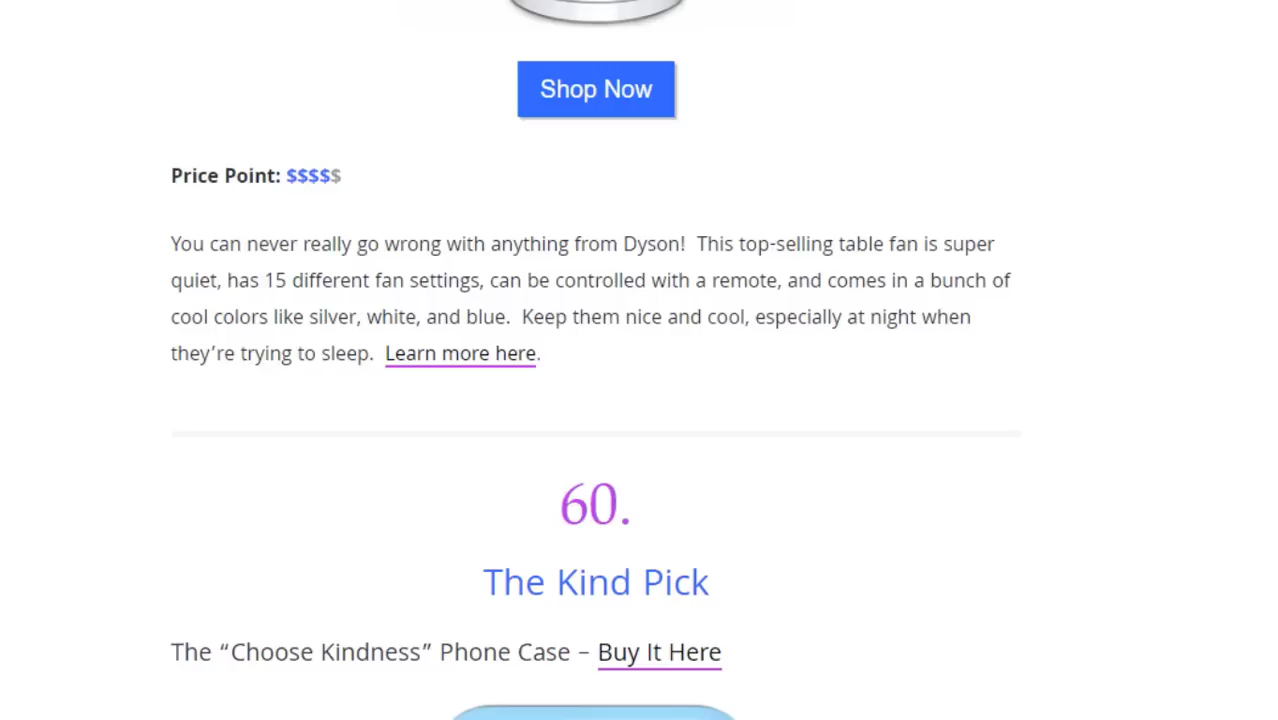 Shop Now
Price Point: $$$$$
You can never really go wrong with anything from Dyson!  This top-selling table fan is super
quiet, has 15 different fan settings, can be controlled with a remote, and comes in a bunch of
cool colors like silver, white, and blue.  Keep them nice and cool, especially at night when
they’re trying to sleep.  Learn more here.
60.
The Kind Pick
The “Choose Kindness” Phone Case – Buy It Here